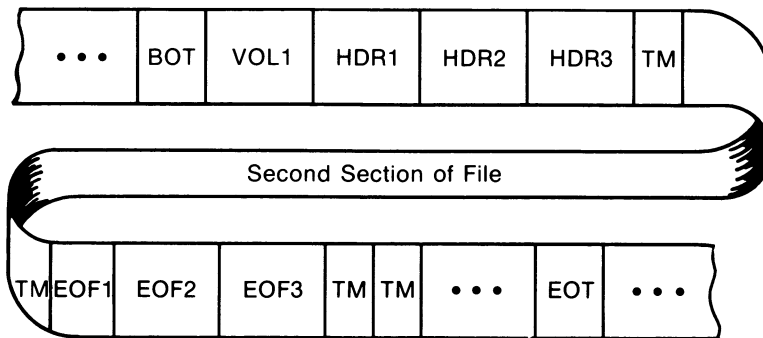 • • • BOT VOL1 HDR1 HDR2 HDR3 TM
Second Section of File
TM EOF1 EOF2 EOF3 TM TM • • • EOT • • •